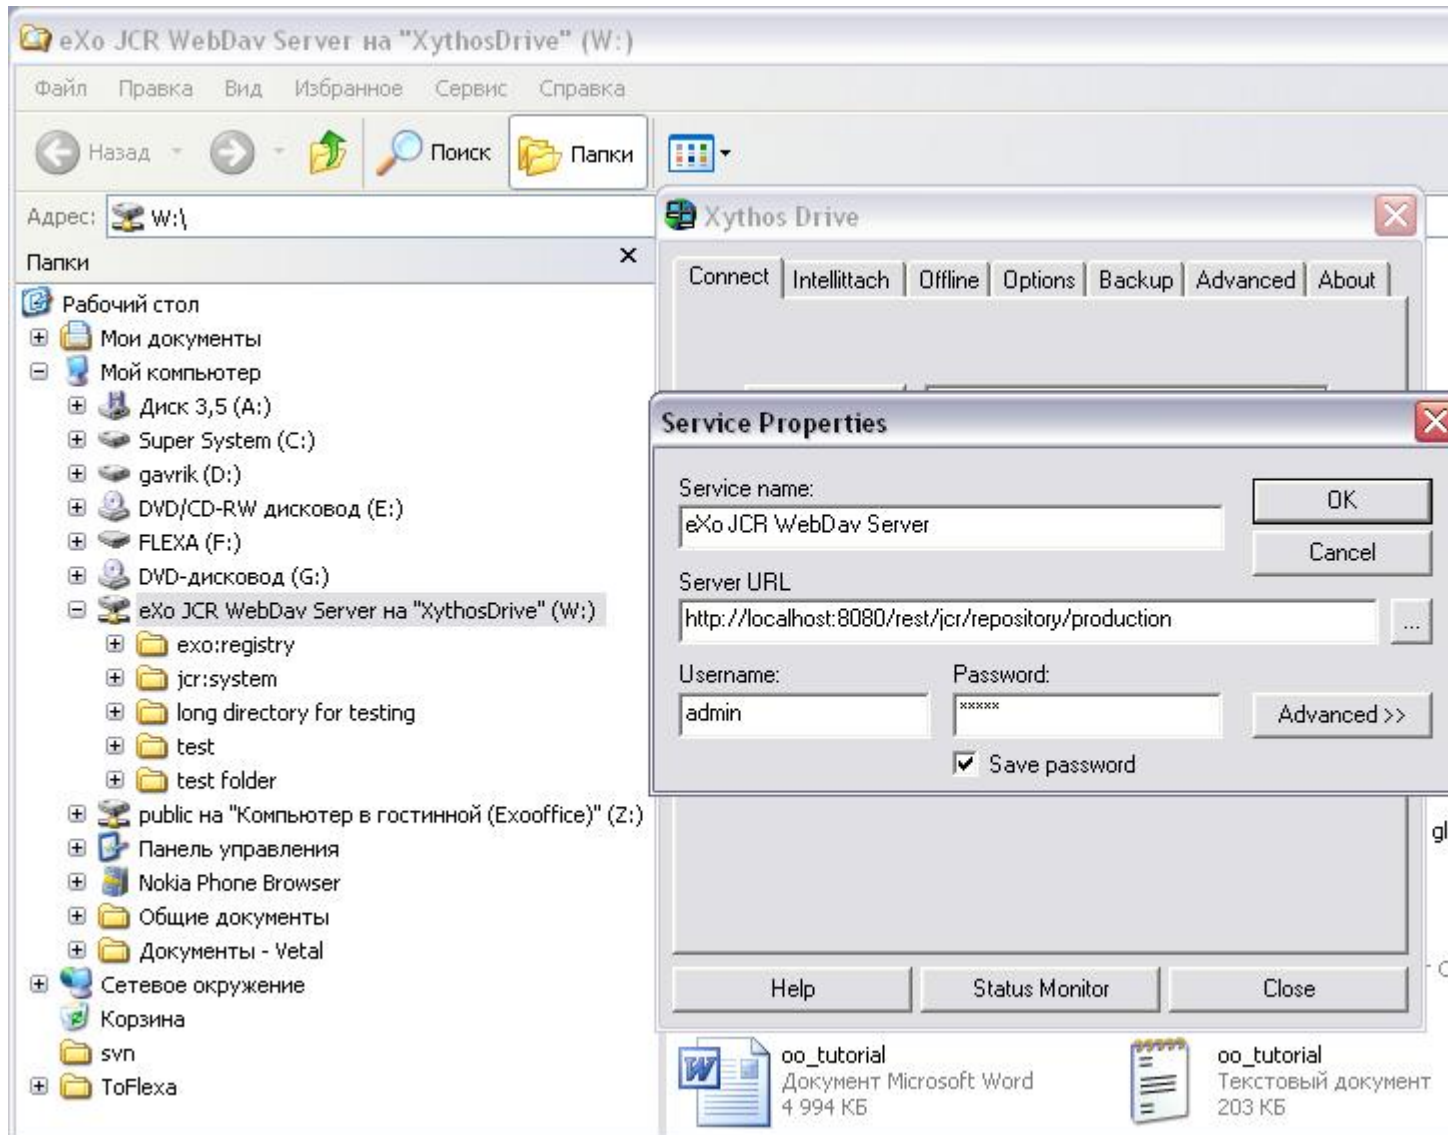 eXo JCR WebDav Server на "XythosDrive" (W:)
Файл Правка Вид Избранное Сервис Справка
Назад Поиск Папки
Адрес: W:\
Папки
Рабочий стол
Мои документы
Мой компьютер
Диск 3,5 (A:)
Super System (C:)
gavrik (D:)
DVD/CD-RW дисковод (E:)
FLEXA (F:)
DVD-дисковод (G:)
eXo JCR WebDav Server на "XythosDrive" (W:)
exo:registry
jcr:system
long directory for testing
test
test folder
public на "Компьютер в гостинной (Exooffice)" (Z:)
Панель управления
Nokia Phone Browser
Общие документы
Документы - Vetal
Сетевое окружение
Корзина
svn
ToFlexa
Xythos Drive
Connect Intellittach Offline Options Backup Advanced About
Service Properties
Service name:
eXo JCR WebDav Server
OK
Cancel
Server URL
http://localhost:8080/rest/jcr/repository/production
...
Username: Password:
admin *****
Advanced >>
Save password
Help Status Monitor Close
oo_tutorial
Документ Microsoft Word
4 994 КБ
oo_tutorial
Текстовый документ
203 КБ